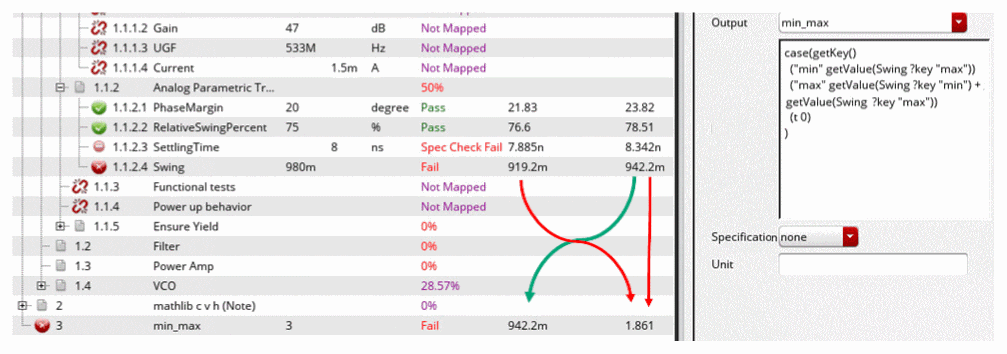 1.1.1.2 Gain 47 dB Not Mapped
1.1.1.3 UGF 533M Hz Not Mapped
1.1.1.4 Current 1.5m A Not Mapped
1.1.2 Analog Parametric Tr... 50%
1.1.2.1 PhaseMargin 20 degree Pass 21.83 23.82
1.1.2.2 RelativeSwingPercent 75 % Pass 76.6 78.51
1.1.2.3 SettlingTime 8 ns Spec Check Fail 7.885n 8.342n
1.1.2.4 Swing 980m Fail 919.2m 942.2m
1.1.3 Functional tests Not Mapped
1.1.4 Power up behavior Not Mapped
1.1.5 Ensure Yield 0%
1.2 Filter 0%
1.3 Power Amp 0%
1.4 VCO 28.57%
2 mathlib c v h (Note) 0%
3 min_max 3 Fail 942.2m 1.861
Output min_max
case(getKey()
("min" getValue(Swing ?key "max"))
("max" getValue(Swing ?key "min") +
getValue(Swing ?key "max"))
(t 0)
)
Specification none
Unit